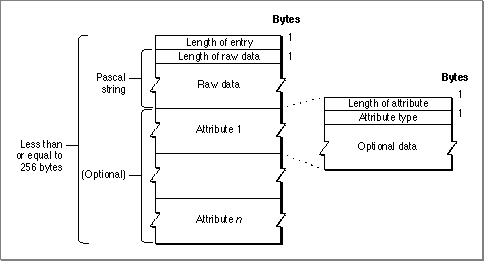 Bytes
Length of entry 1
Length of raw data 1
Pascal
string
Raw data
Bytes
Length of attribute 1
Attribute type 1
Attribute 1
Less than
or equal to
256 bytes
(Optional)
Optional data
Attribute n